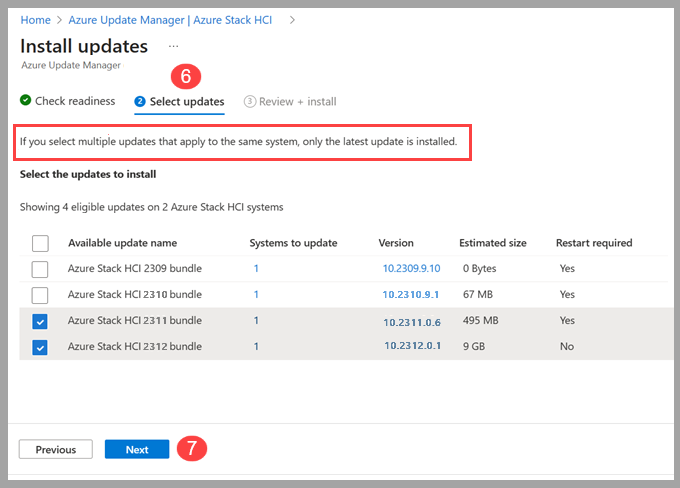 Home > Azure Update Manager | Azure Stack HCI >
Install updates ...
Azure Update Manager
6
Check readiness 2 Select updates 3 Review + install
If you select multiple updates that apply to the same system, only the latest update is installed.
Select the updates to install
Showing 4 eligible updates on 2 Azure Stack HCI systems
Available update name Systems to update Version Estimated size Restart required
Azure Stack HCI 2309 bundle 1 10.2309.9.10 0 Bytes Yes
Azure Stack HCI 2310 bundle 1 10.2310.9.1 67 MB Yes
Azure Stack HCI 2311 bundle 1 10.2311.0.6 495 MB Yes
Azure Stack HCI 2312 bundle 1 10.2312.0.1 9 GB No
Previous Next 7